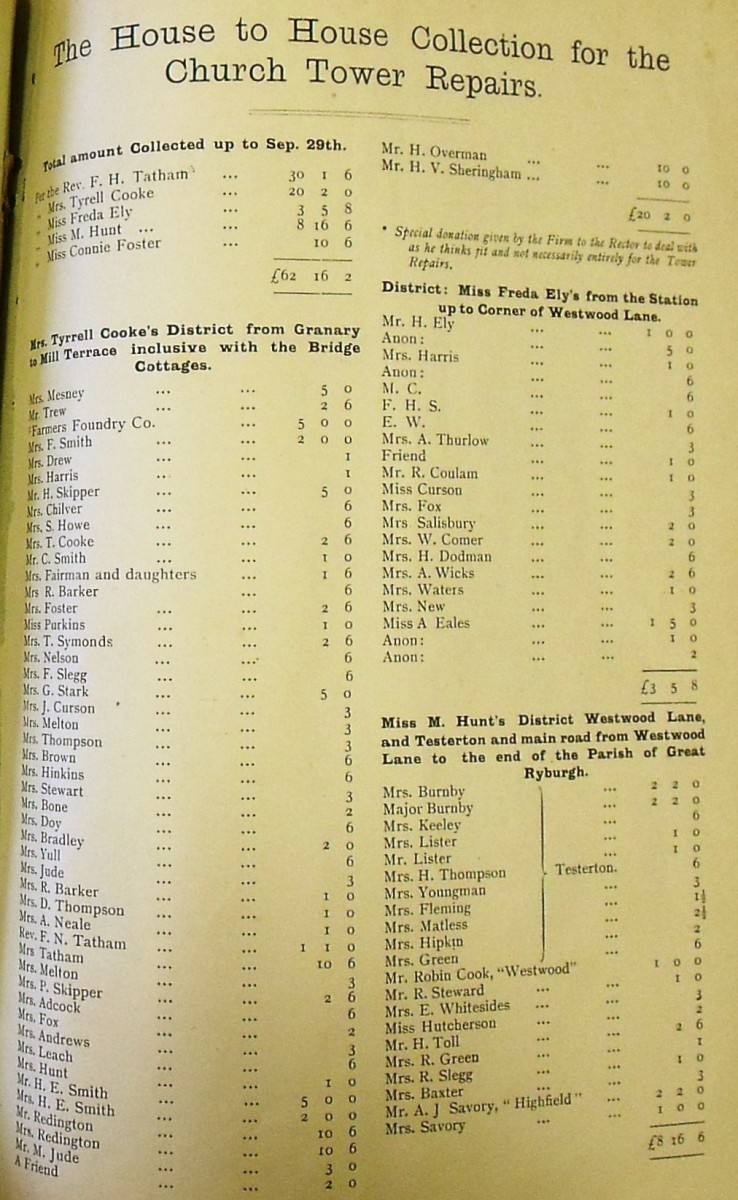 The House to House Collection for the
Church Tower Repairs.
Total amount Collected up to Sep. 29th.
Per the Rev. F. H. Tatham ... 30 1 6
" Mrs. Tyrell Cooke ... 20 2 0
" Miss Freda Ely ... 3 5 8
" Miss M. Hunt ... ... 8 16 6
" Miss Connie Foster ... 10 6
£62 16 2
Mrs. Tyrrell Cooke's District from Granary
to Mill Terrace inclusive with the Bridge
Cottages.
Mrs. Mesney ... ... 5 0
Mr Trew ... ... 2 6
*Farmers Foundry Co. ... 5 0 0
Mrs. F. Smith ... ... 2 0 0
Mrs. Drew ... ... 1
Mrs. Harris ... ... 1
Mr. H. Skipper ... ... 5 0
Mrs. Chilver ... ... 6
Mrs. S. Howe ... ... 6
Mrs. T. Cooke ... ... 2 6
Mr. C. Smith ... ... 1 0
Mrs. Fairman and daughters ... 1 6
Mrs R. Barker ... 6
Mrs. Foster ... ... 2 6
Miss Purkins ... ... 1 0
Mrs. T. Symonds ... ... 2 6
Mrs. Nelson ... ... 6
Mrs. F. Slegg ... ... 6
Mrs. G. Stark ... ... 5 0
Mrs. J. Curson ... ... 3
Mrs. Melton ... ... 3
Mrs. Thompson ... ... 3
Mrs. Brown ... ... 6
Mrs. Hinkins ... ... 6
Mrs. Stewart ... ... 3
Mrs. Bone ... ... 2
Mrs. Doy ... ... 6
Mrs. Bradley ... ... 2 0
Mrs. Yull ... ... 6
Mrs. Jude ... ... 3
Mrs. R. Barker ... ... 1 0
Mrs. D. Thompson ... ... 1 0
Mrs. A. Neale ... ... 1 0
Rev. F. N. Tatham ... ... 1 1 0
Mrs Tatham ... ... 10 6
Mrs. Melton ... ... 3
Mrs. P. Skipper ... ... 2 6
Mrs. Adcock ... ... 6
Mrs. Fox ... ... 2
Mrs. Andrews ... ... 3
Mrs. Leach ... ... 6
Mrs. Hunt ... ... 1 0
Mr. H. E. Smith ... ... 5 0 0
Mrs. H. E. Smith ... ... 2 0 0
Mr. Redington ... ... 10 6
Mrs. Redington ... ... 10 6
Mr. M. Jude ... ... 3 0
A Friend ... ... 2 0
Mr. H. Overman ... ... 10 0
Mr. H. V. Sheringham ... ... 10 0
£20 2 0
* Special donation given by the Firm to the Rector to deal with
as he thinks fit and not necessarily entirely for the Tower
Repairs.
District: Miss Freda Ely's from the Station
up to Corner of Westwood Lane.
Mr. H. Ely ... ... 1 0 0
Anon: ... ... 5 0
Mrs. Harris ... ... 1 0
Anon: ... ... 6
M. C. ... ... 6
F. H. S. ... ... 1 0
E. W. ... ... 6
Mrs. A. Thurlow ... ... 3
Friend ... ... 1 0
Mr. R. Coulam ... ... 1 0
Miss Curson ... ... 3
Mrs. Fox ... ... 3
Mrs Salisbury ... ... 2 0
Mrs. W. Comer ... ... 2 0
Mrs. H. Dodman ... ... 6
Mrs. A. Wicks ... ... 2 6
Mrs. Waters ... ... 1 0
Mrs. New ... ... 3
Miss A Eales ... ... 1 5 0
Anon: ... ... 1 0
Anon: ... ... 2
£3 5 8
Miss M. Hunt's District Westwood Lane,
and Testerton and main road from Westwood
Lane to the end of the Parish of Great
Ryburgh.
Mrs. Burnby ... 2 2 0
Major Burnby ... 2 2 0
Mrs. Keeley ... 6
Mrs. Lister ... 1 0
Mr. Lister ... 1 0
Mrs. H. Thompson Testerton. 6
Mrs. Youngman ... 3
Mrs. Fleming ... 1½
Mrs. Matless ... 2½
Mrs. Hipkin ... 2
Mrs. Green ... 6
Mr. Robin Cook, "Westwood" ... 1 0 0
Mr. R. Steward ... ... 1 0
Mrs. E. Whitesides ... ... 3
Miss Hutcherson ... ... 2
Mr. H. Toll ... ... 2 6
Mrs. R. Green ... ... 1
Mrs. R. Slegg ... ... 1 0
Mrs. Baxter ... ... 3
Mr. A. J Savory, "Highfield" ... 2 2 0
Mrs. Savory ... ... 1 0 0
£8 16 6